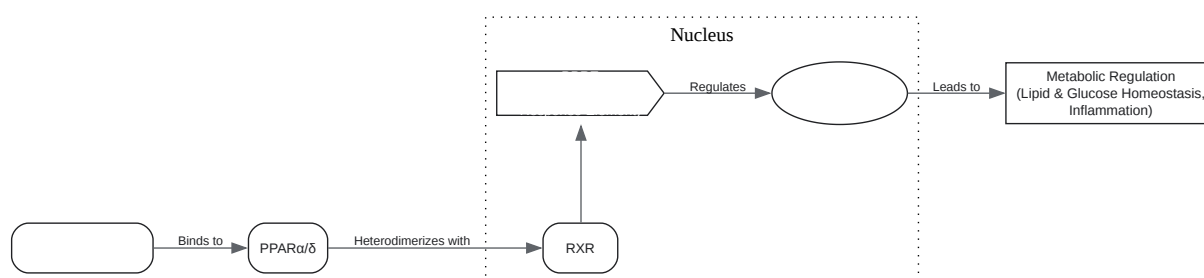 Nucleus
Regulates
Leads to
Metabolic Regulation
(Lipid & Glucose Homeostasis,
Inflammation)
Binds to
PPARα/δ
Heterodimerizes with
RXR